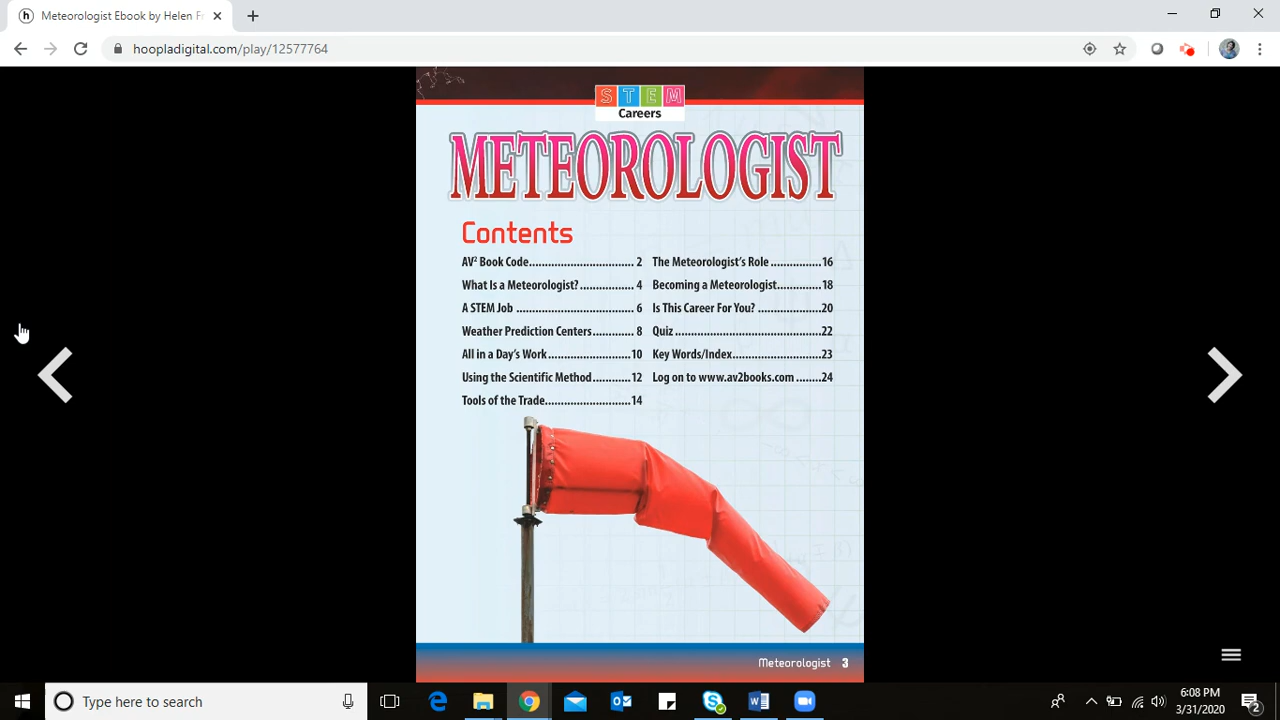 Meteorologist Ebook by Helen Fr
hoopladigital.com/play/12577764
STEM
Careers
METEOROLOGIST
Contents
AV² Book Code.................................. 2
What Is a Meteorologist?................. 4
A STEM Job .................................... 6
Weather Prediction Centers............. 8
All in a Day's Work..........................10
Using the Scientific Method............12
Tools of the Trade...........................14
The Meteorologist's Role ...............16
Becoming a Meteorologist.............18
Is This Career For You? ...................20
Quiz ..............................................22
Key Words/Index...........................23
Log on to www.av2books.com ........24
Meteorologist 3
Type here to search
6:08 PM
3/31/2020
2